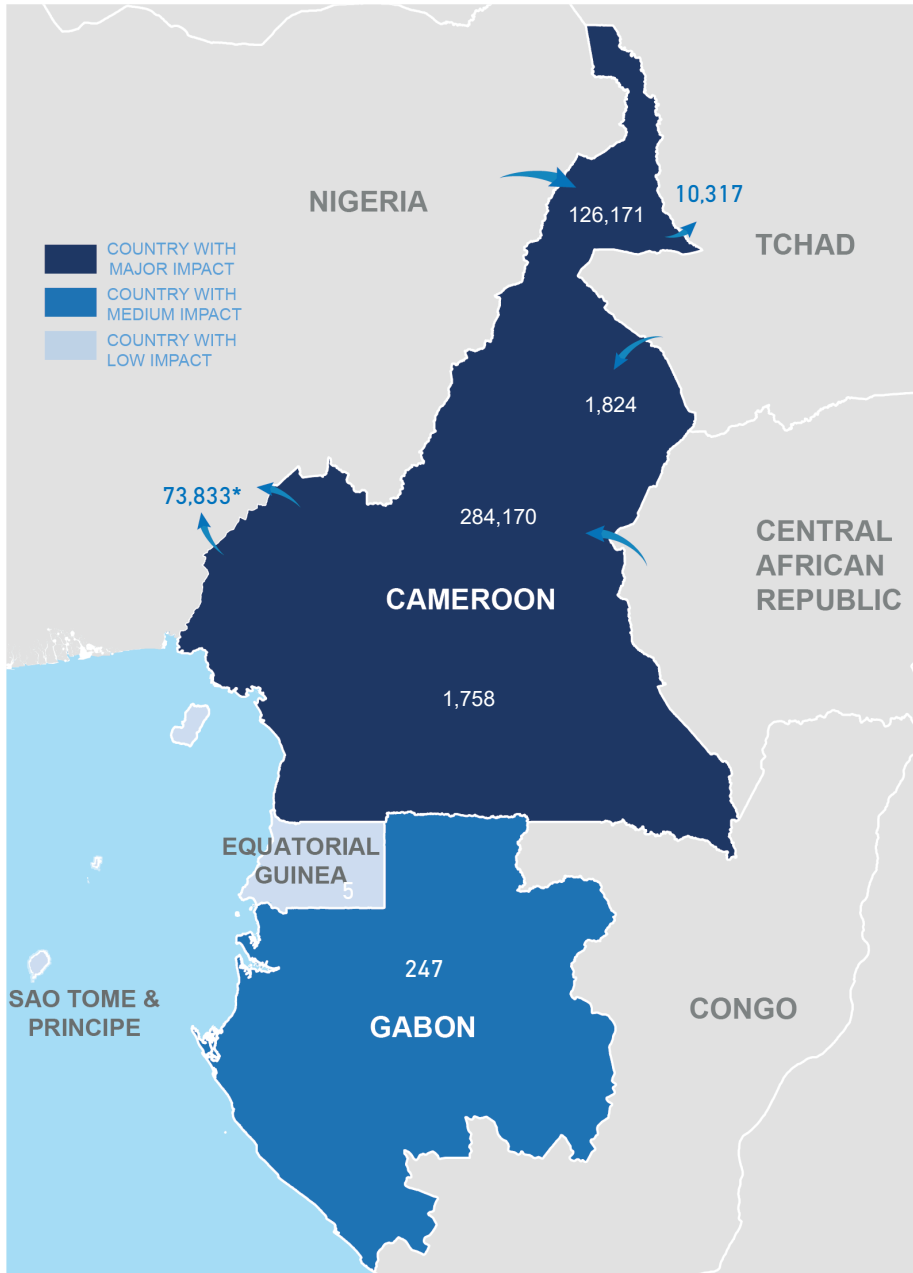 NIGERIA
126,171
10,317
TCHAD
COUNTRY WITH
MAJOR IMPACT
COUNTRY WITH
MEDIUM IMPACT
COUNTRY WITH
LOW IMPACT
1,824
73,833*
284,170
CENTRAL
AFRICAN
REPUBLIC
CAMEROON
1,758
EQUATORIAL
GUINEA
5
247
SAO TOME &
PRINCIPE
GABON
CONGO